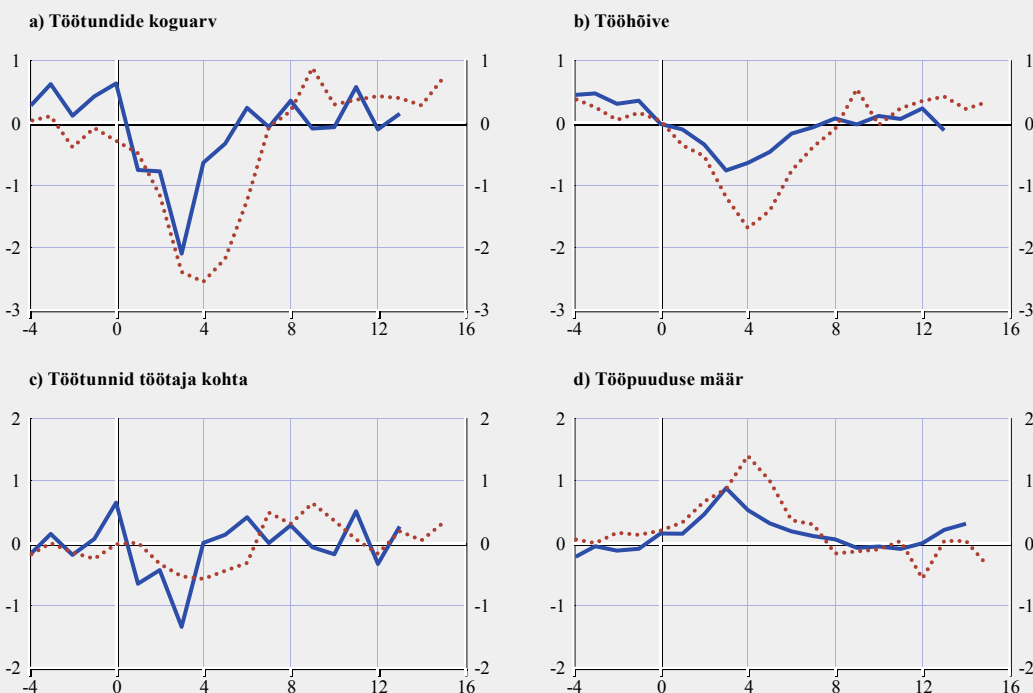 a) Töötundide koguarv
b) Tööhõive
1 1 1 1
0 0 0 0
-1 -1 -1 -1
-2 -2 -2 -2
-3 -3 -3 -3
-4 0 4 8 12 16 -4 0 4 8 12 16
c) Töötunnid töötaja kohta
d) Tööpuuduse määr
2 2 2 2
1 1 1 1
0 0 0 0
-1 -1 -1 -1
-2 -2 -2 -2
-4 0 4 8 12 16 -4 0 4 8 12 16